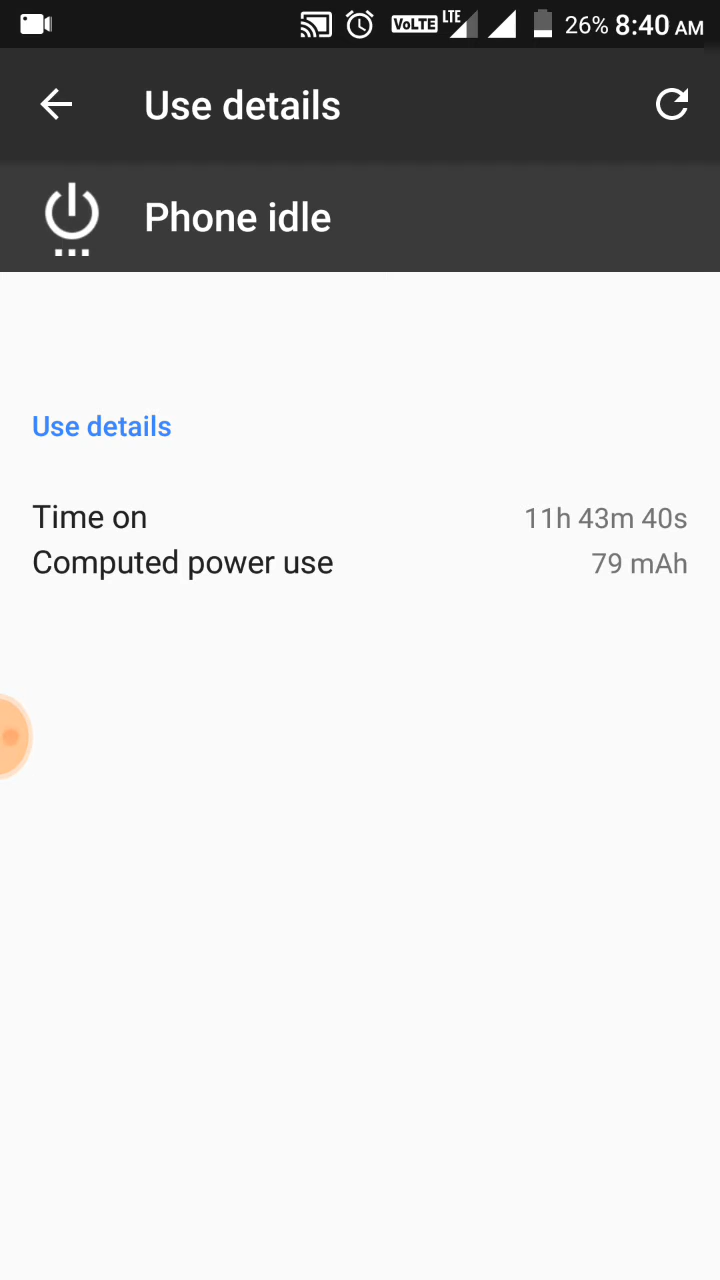 VoLTE LTE 26% 8:40 AM
Use details
Phone idle
Use details
Time on 11h 43m 40s
Computed power use 79 mAh